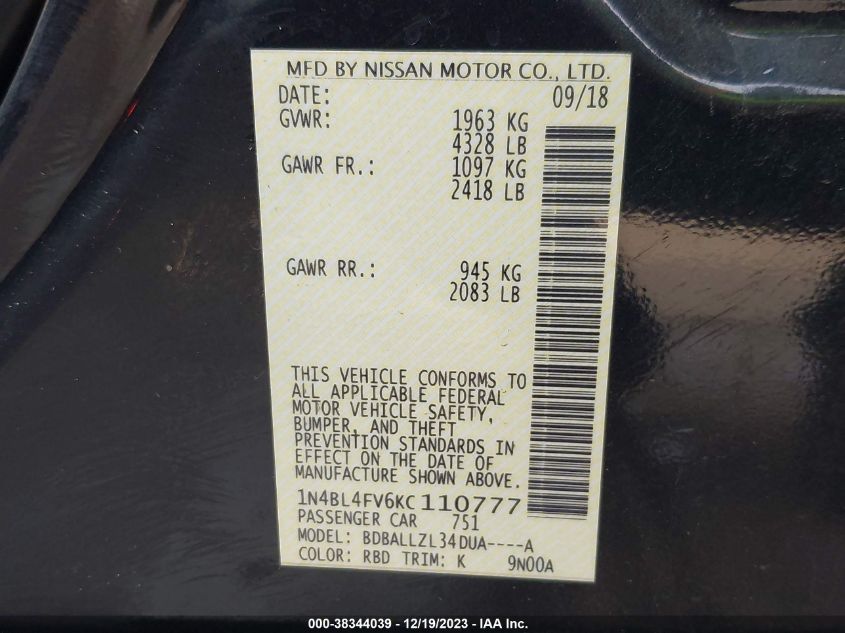 MFD BY NISSAN MOTOR CO., LTD.
DATE: 09/18
GVWR: 1963 KG
4328 LB
GAWR FR.: 1097 KG
2418 LB
GAWR RR.: 945 KG
2083 LB
THIS VEHICLE CONFORMS TO
ALL APPLICABLE FEDERAL
MOTOR VEHICLE SAFETY,
BUMPER, AND THEFT
PREVENTION STANDARDS IN
EFFECT ON THE DATE OF
MANUFACTURE SHOWN ABOVE.
1N4BL4FV6KC110777
PASSENGER CAR 751
MODEL: BDBALLZL34DUA----A
COLOR: RBD TRIM: K 9N00A
000-38344039 - 12/19/2023 - IAA Inc.